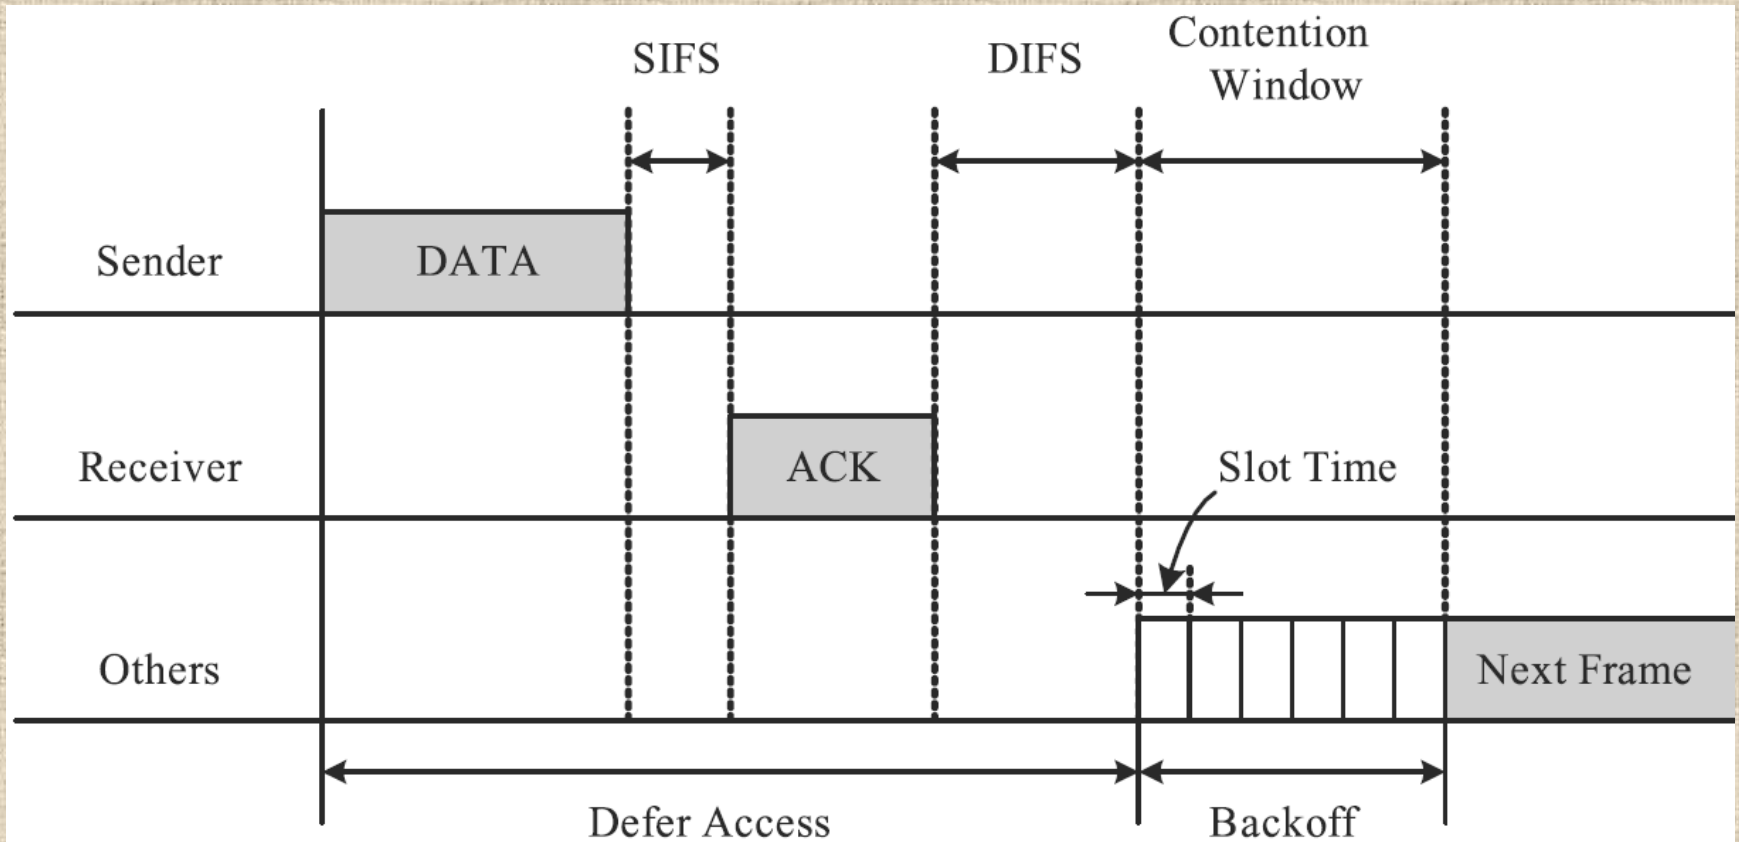 SIFS
DIFS
Contention
Window
Sender
DATA
Receiver
ACK
Slot Time
Others
Next Frame
Defer Access
Backoff